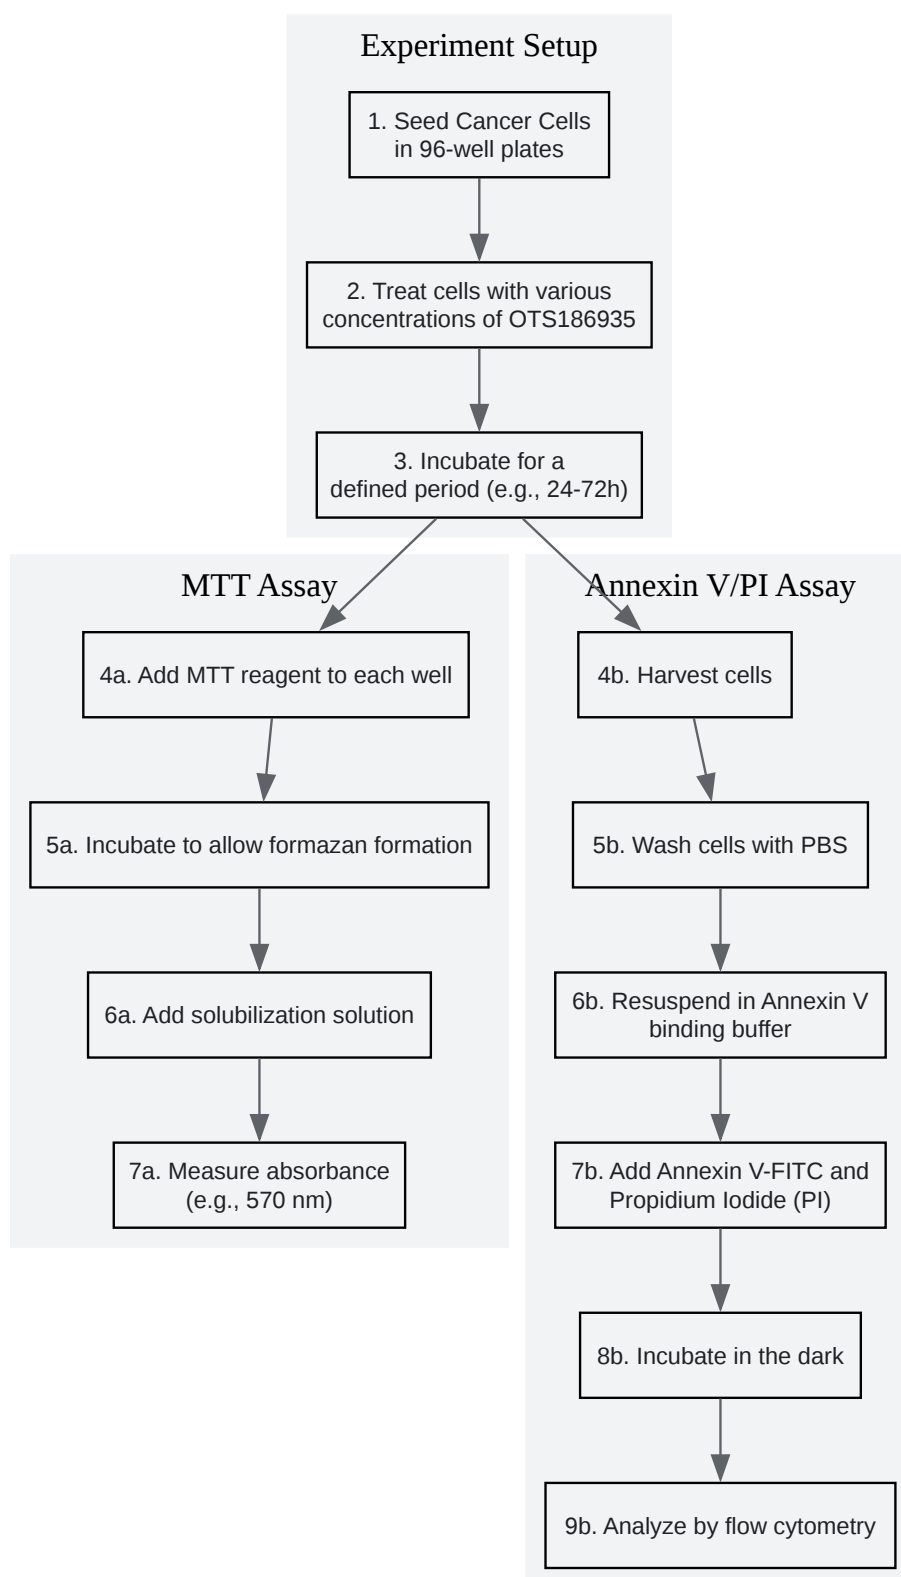 Experiment Setup
1. Seed Cancer Cells
in 96-well plates
2. Treat cells with various
concentrations of OTS186935
3. Incubate for a
defined period (e.g., 24-72h)
MTT Assay
4a. Add MTT reagent to each well
5a. Incubate to allow formazan formation
6a. Add solubilization solution
7a. Measure absorbance
(e.g., 570 nm)
Annexin V/PI Assay
4b. Harvest cells
5b. Wash cells with PBS
6b. Resuspend in Annexin V
binding buffer
7b. Add Annexin V-FITC and
Propidium Iodide (PI)
8b. Incubate in the dark
9b. Analyze by flow cytometry